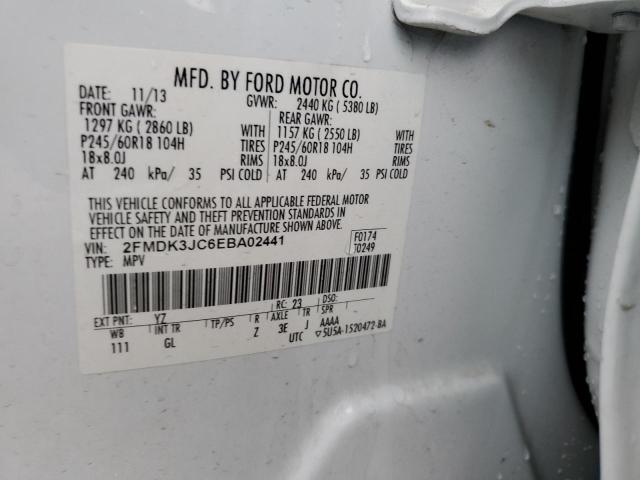 MFD. BY FORD MOTOR CO.
DATE: 11/13 GVWR: 2440 KG ( 5380 LB)
FRONT GAWR: REAR GAWR:
1297 KG ( 2860 LB) WITH 1157 KG ( 2550 LB) WITH
P245/60R18 104H TIRES P245/60R18 104H TIRES
18x8.0J RIMS 18x8.0J RIMS
AT 240 kPa/ 35 PSI COLD AT 240 kPa/ 35 PSI COLD
THIS VEHICLE CONFORMS TO ALL APPLICABLE FEDERAL MOTOR
VEHICLE SAFETY AND THEFT PREVENTION STANDARDS IN
EFFECT ON THE DATE OF MANUFACTURE SHOWN ABOVE.
VIN: 2FMDK3JC6EBA02441 F0174
TYPE: MPV T0249
EXT PNT: YZ RC: 23 DSO:
WB INT TR TP/PS R AXLE TR SPR
111 GL Z 3E J AAAA
UTC ▽5U5A-1520472-BA